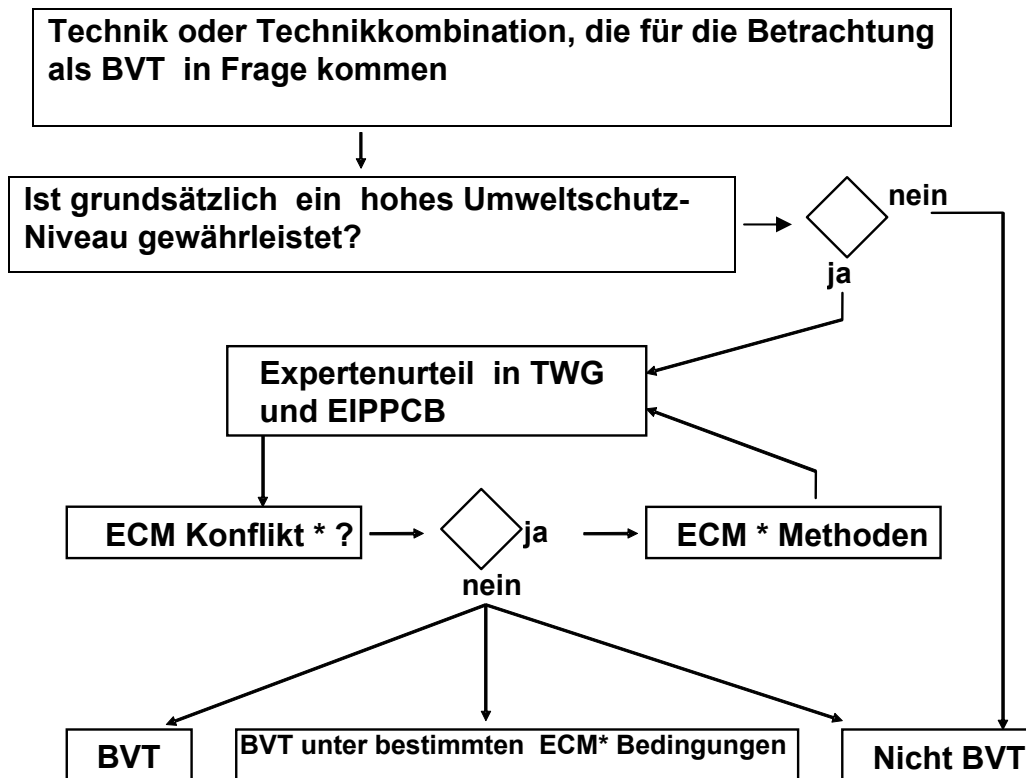 Technik oder Technikkombination, die für die Betrachtung
als BVT in Frage kommen
Ist grundsätzlich ein hohes Umweltschutz-
Niveau gewährleistet?
nein
ja
Expertenurteil in TWG
und EIPPCB
ECM Konflikt * ?
ja
ECM * Methoden
nein
BVT
BVT unter bestimmten ECM* Bedingungen
Nicht BVT